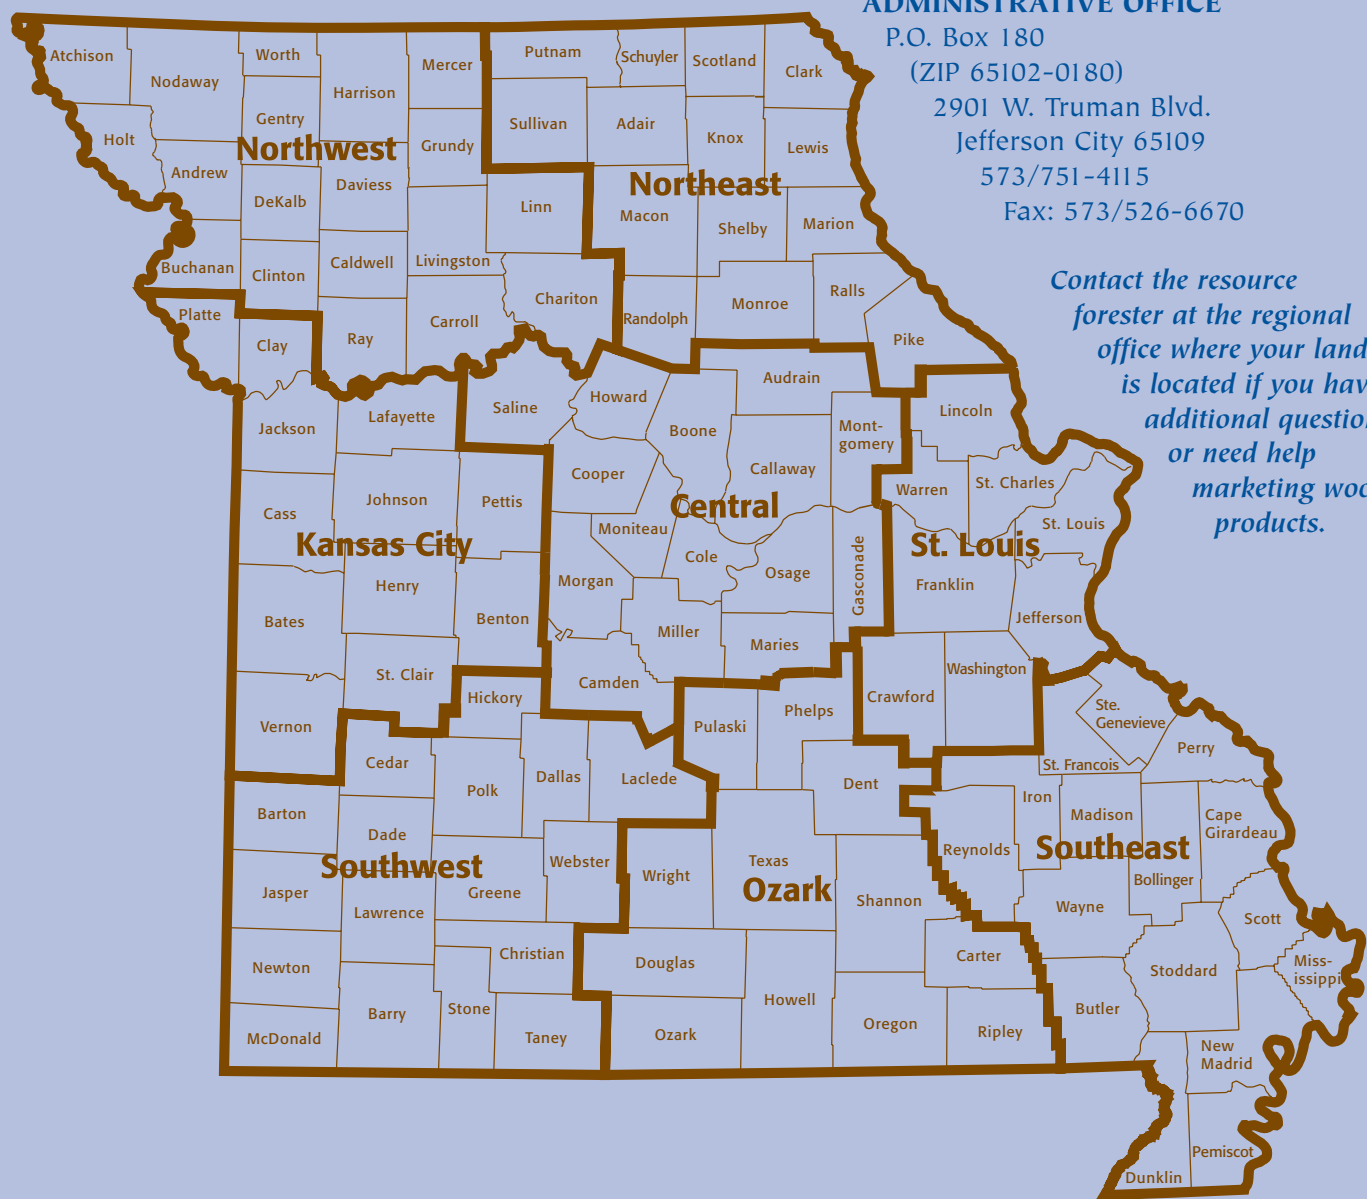 ADMINISTRATIVE OFFICE
P.O. Box 180
(ZIP 65102-0180)
2901 W. Truman Blvd.
Jefferson City 65109
573/751-4115
Fax: 573/526-6670
Contact the resource
forester at the regional
office where your land
is located if you hav
additional question
or need help
marketing woo
products.
Northwest
Atchison
Nodaway
Worth
Harrison
Mercer
Gentry
Holt
Andrew
DeKalb
Daviess
Grundy
Linn
Buchanan
Clinton
Caldwell
Livingston
Chariton
Ray
Carroll
Northeast
Putnam
Schuyler
Scotland
Clark
Sullivan
Adair
Knox
Lewis
Macon
Shelby
Marion
Randolph
Monroe
Ralls
Pike
Kansas City
Platte
Clay
Jackson
Lafayette
Cass
Johnson
Pettis
Bates
Henry
Benton
St. Clair
Vernon
Central
Saline
Howard
Boone
Audrain
Mont-
gomery
Cooper
Callaway
Moniteau
Cole
Osage
Gasconade
Morgan
Miller
Maries
Camden
St. Louis
Lincoln
Warren
St. Charles
St. Louis
Franklin
Jefferson
Crawford
Washington
Southwest
Hickory
Cedar
Polk
Dallas
Laclede
Barton
Dade
Webster
Jasper
Lawrence
Greene
Newton
Christian
Barry
Stone
Taney
McDonald
Ozark
Pulaski
Phelps
Dent
Wright
Texas
Shannon
Douglas
Howell
Carter
Ozark
Oregon
Ripley
Southeast
Ste.
Genevieve
Perry
St. Francois
Iron
Madison
Cape
Girardeau
Reynolds
Bollinger
Wayne
Scott
Stoddard
Miss-
issippi
Butler
New
Madrid
Pemiscot
Dunklin